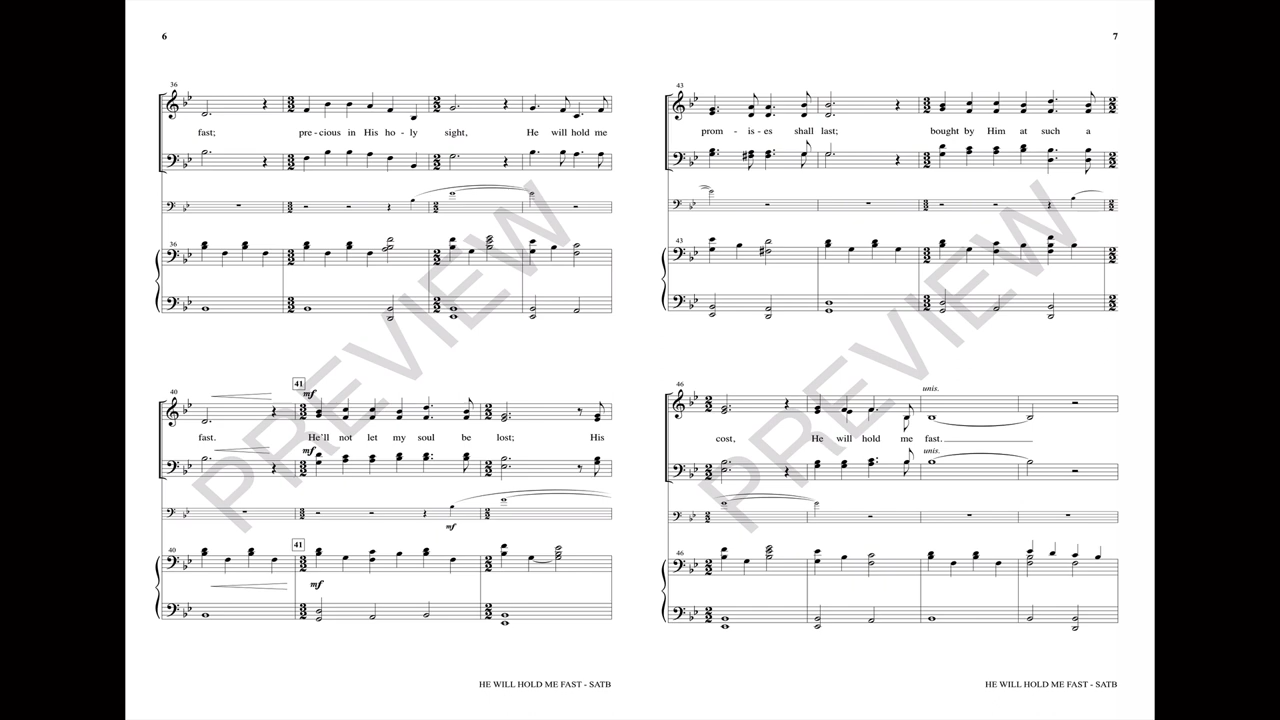 6
36
fast; pre - cious in His ho - ly sight, He will hold me
36
40
41
mf
fast. He'll not let my soul be lost; His
mf
mf
40
41
mf
HE WILL HOLD ME FAST - SATB
PREVIEW
7
43
prom - is - es shall last; bought by Him at such a
43
46
unis.
cost, He will hold me fast.
unis.
46
HE WILL HOLD ME FAST - SATB
PREVIEW